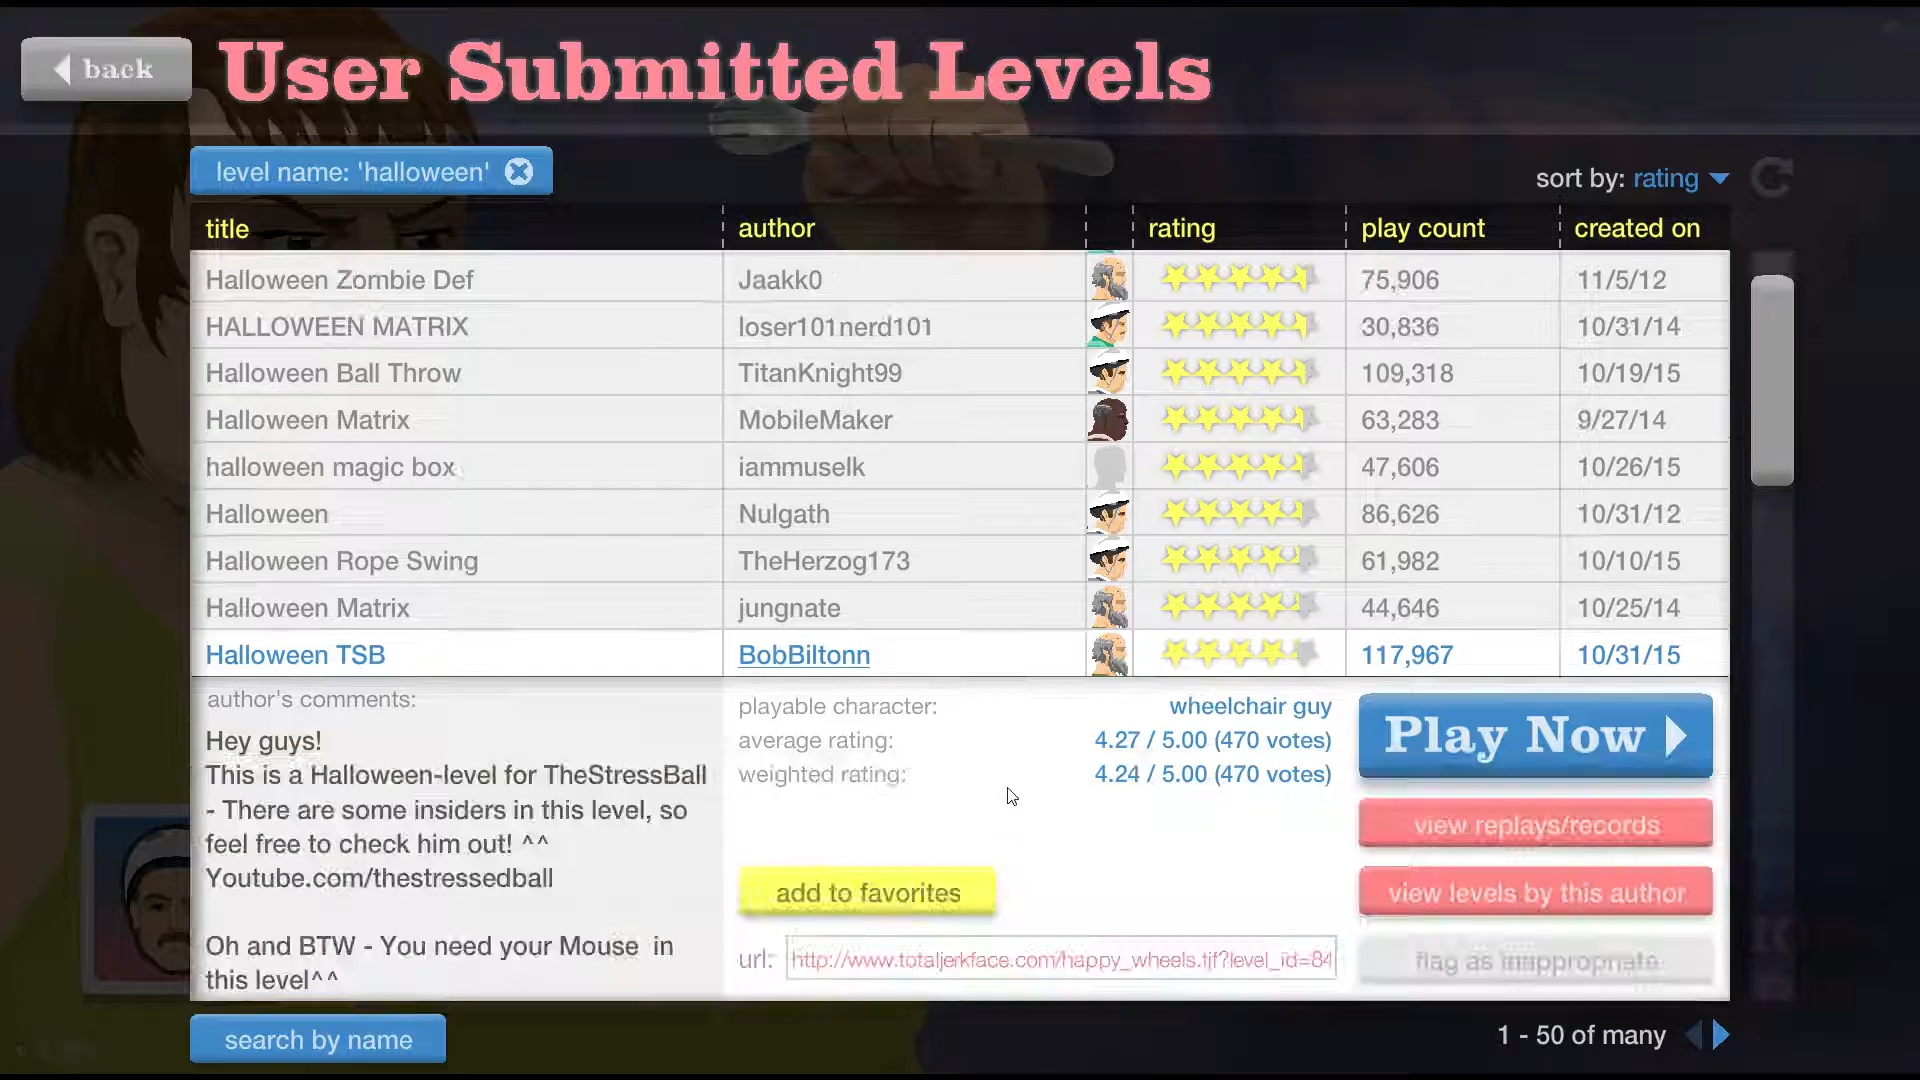 back
User Submitted Levels
level name: 'halloween'
sort by: rating
title author rating play count created on
Halloween Zombie Def Jaakk0 75,906 11/5/12
HALLOWEEN MATRIX loser101nerd101 30,836 10/31/14
Halloween Ball Throw TitanKnight99 109,318 10/19/15
Halloween Matrix MobileMaker 63,283 9/27/14
halloween magic box iammuselk 47,606 10/26/15
Halloween Nulgath 86,626 10/31/12
Halloween Rope Swing TheHerzog173 61,982 10/10/15
Halloween Matrix jungnate 44,646 10/25/14
Halloween TSB BobBiltonn 117,967 10/31/15
author's comments:
Hey guys!
This is a Halloween-level for TheStressBall
- There are some insiders in this level, so
feel free to check him out! ^^
Youtube.com/thestressedball
Oh and BTW - You need your Mouse in
this level^^
playable character: wheelchair guy
average rating: 4.27 / 5.00 (470 votes)
weighted rating: 4.24 / 5.00 (470 votes)
add to favorites
url: http://www.totaljerkface.com/happy_wheels.tjf?level_id=84
Play Now
view replays/records
view levels by this author
flag as inappropriate
search by name
1 - 50 of many